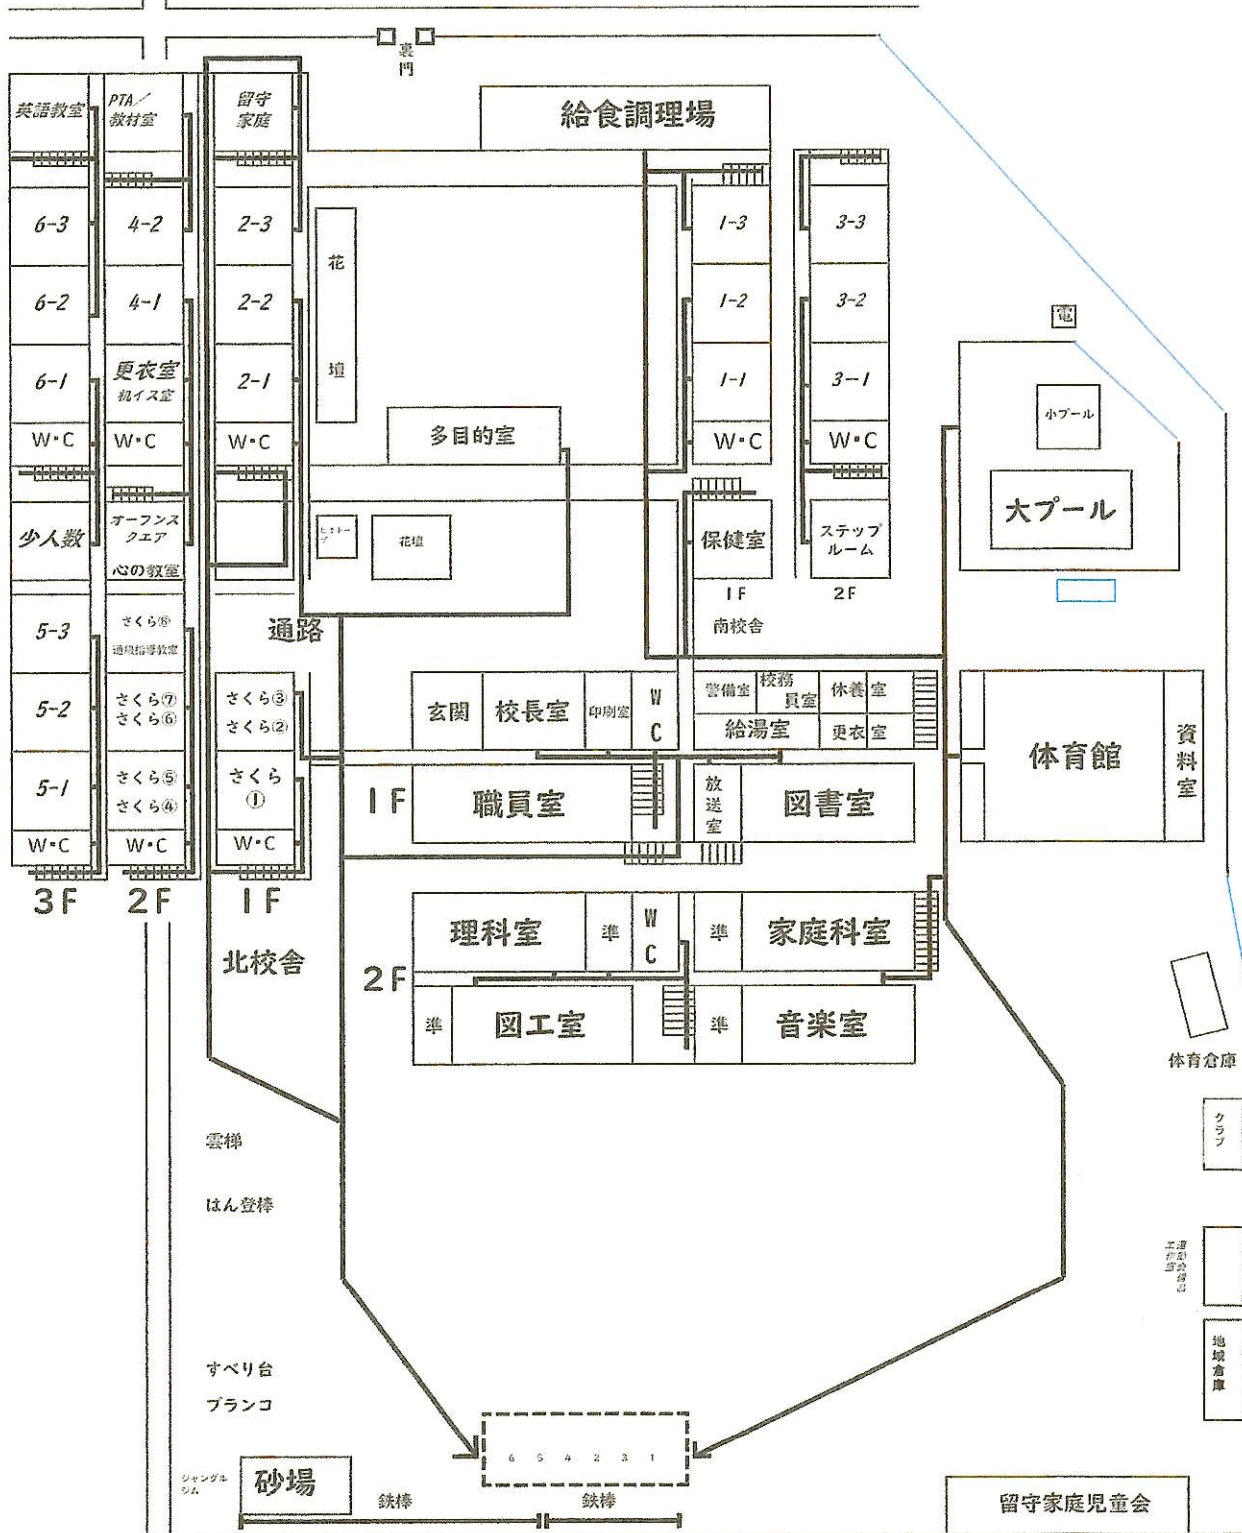 裏門
英語教室
PTA／
教材室
留守
家庭
給食調理場
6-3
4-2
2-3
花壇
1-3
3-3
6-2
4-1
2-2
1-2
3-2
電
6-1
更衣室
机イス室
2-1
1-1
3-1
小プール
W・C
W・C
W・C
多目的室
W・C
W・C
大プール
少人数
オープンス
クエア
心の教室
花壇
保健室
ステップ
ルーム
1F
2F
南校舎
5-3
さくら⑧
通級指導教室
通路
5-2
さくら⑦
さくら⑥
さくら③
さくら②
玄関
校長室
印刷室
WC
警備室
校務
員室
休養室
給湯室
更衣室
体育館
資料室
5-1
さくら⑤
さくら④
さくら
①
1F
職員室
放送室
図書室
W・C
W・C
W・C
3F
2F
1F
北校舎
2F
理科室
準
WC
準
家庭科室
準
図工室
準
音楽室
体育倉庫
クラブ
雲梯
はん登棒
地域倉庫
すべり台
ブランコ
6 5 4 2 3 1
ジャングル
ジム
砂場
鉄棒
鉄棒
留守家庭児童会